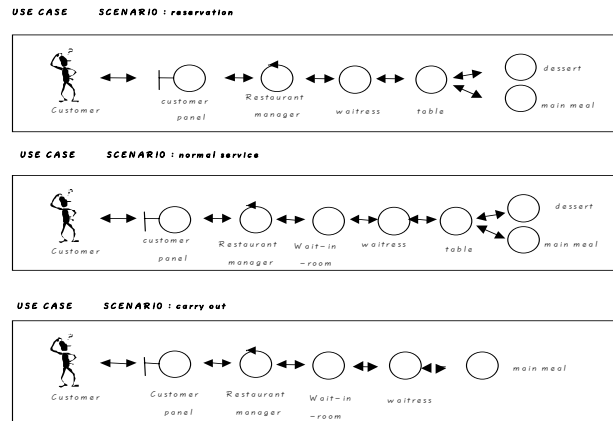 USE CASE SCENARIO : reservation
dessert
main meal
Customer
customer panel
Restaurant manager
waitress
table
USE CASE SCENARIO : normal service
dessert
main meal
Customer
customer panel
Restaurant manager
Wait-in -room
waitress
table
USE CASE SCENARIO : carry out
main meal
Customer
Customer panel
Restaurant manager
Wait-in -room
waitress